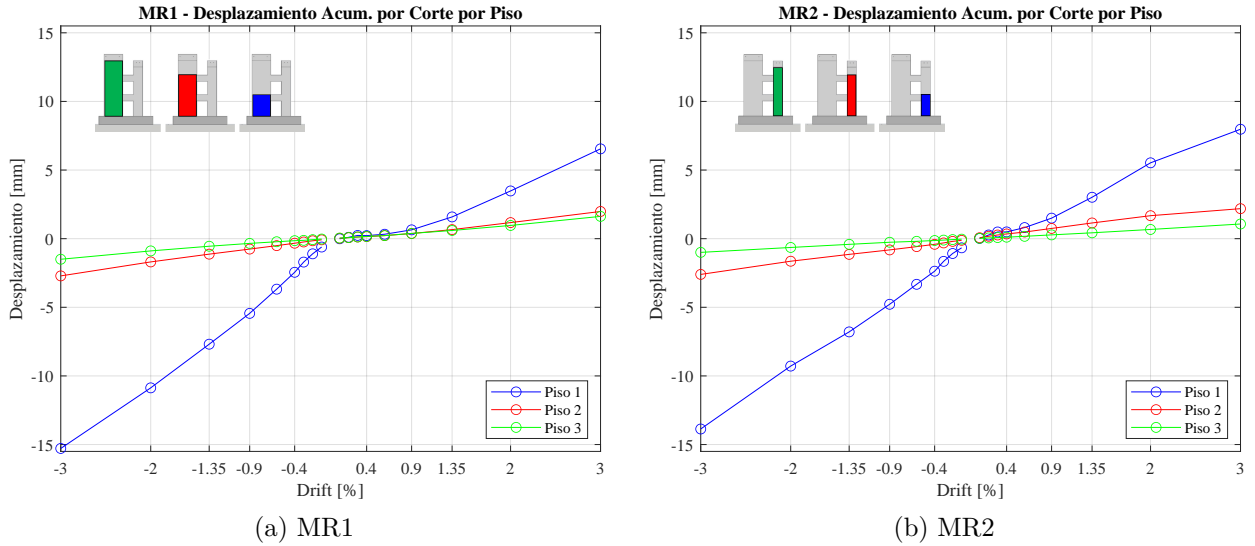 MR1 - Desplazamiento Acum. por Corte por Piso
15
10
5
0
-5
-10
-15
Desplazamiento [mm]
-3
-2
-1.35
-0.9
-0.4
0.4
0.9
1.35
2
3
Drift [%]
Piso 1
Piso 2
Piso 3
(a) MR1
MR2 - Desplazamiento Acum. por Corte por Piso
15
10
5
0
-5
-10
-15
Desplazamiento [mm]
-3
-2
-1.35
-0.9
-0.4
0.4
0.9
1.35
2
3
Drift [%]
Piso 1
Piso 2
Piso 3
(b) MR2